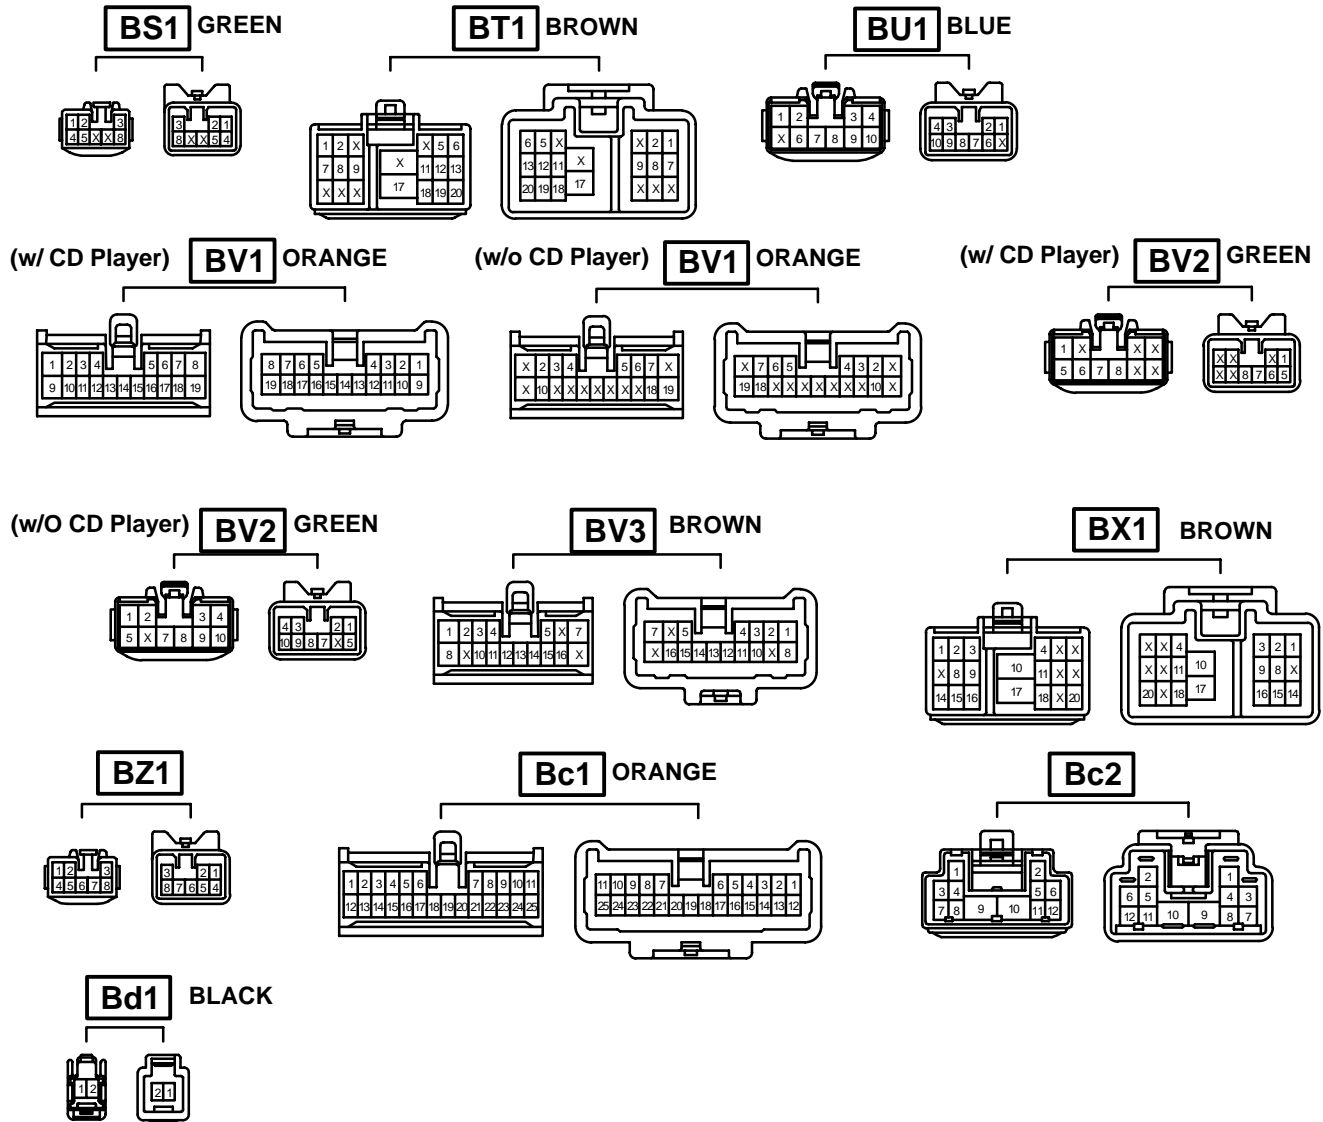 BS1 GREEN
BT1 BROWN
BU1 BLUE
1 2 3
4 5 X X 8
3 2 1
8 X X 5 4
1 2 X X 5 6
7 8 9 X 11 12 13
X X X 17 18 19 20
6 5 X X 2 1
13 12 11 X 9 8 7
20 19 18 17 X X X
1 2 3 4
X 6 7 8 9 10
4 3 2 1
10 9 8 7 6 X
(w/ CD Player) BV1 ORANGE
(w/o CD Player) BV1 ORANGE
(w/ CD Player) BV2 GREEN
1 2 3 4 5 6 7 8
9 10 11 12 13 14 15 16 17 18 19
8 7 6 5 4 3 2 1
19 18 17 16 15 14 13 12 11 10 9
X 2 3 4 5 6 7 X
X 10 X X X X X X X 18 19
X 7 6 5 4 3 2 X
19 18 X X X X X X X 10 X
1 X X X
5 6 7 8 X X
X X X 1
X X 8 7 6 5
(w/O CD Player) BV2 GREEN
BV3 BROWN
BX1 BROWN
1 2 3 4
5 X 7 8 9 10
4 3 2 1
10 9 8 7 X 5
1 2 3 4 5 X 7
8 X 10 11 12 13 14 15 16 X
7 X 5 4 3 2 1
X 16 15 14 13 12 11 10 X 8
1 2 3 4 X X
X 8 9 10 11 X X
14 15 16 17 18 X 20
X X 4 3 2 1
X X 11 10 9 8 X
20 X 18 17 16 15 14
BZ1
Bc1 ORANGE
Bc2
1 2 3
4 5 6 7 8
3 2 1
8 7 6 5 4
1 2 3 4 5 6 7 8 9 10 11
12 13 14 15 16 17 18 19 20 21 22 23 24 25
11 10 9 8 7 6 5 4 3 2 1
25 24 23 22 21 20 19 18 17 16 15 14 13 12
1 2
3 4 5 6
7 8 9 10 11 12
2 1
6 5 4 3
12 11 10 9 8 7
Bd1 BLACK
1 2
2 1